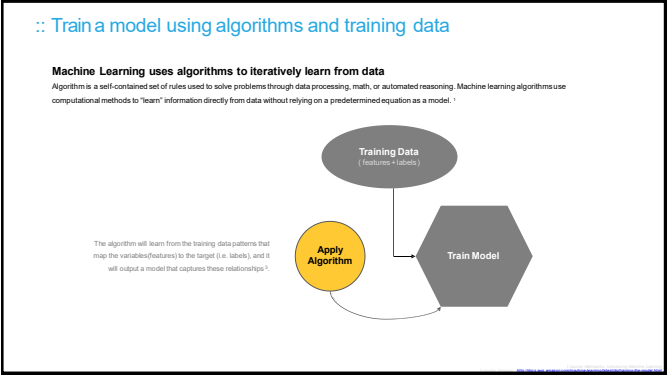 :: Train a model using algorithms and training data
Machine Learning uses algorithms to iteratively learn from data
Algorithm is a self-contained set of rules used to solve problems through data processing, math, or automated reasoning. Machine learning algorithms use
computational methods to “learn” information directly from data without relying on a predetermined equation as a model. ¹
Training Data
( features + labels )
The algorithm will learn from the training data patterns that
map the variables(features) to the target (i.e. labels), and it
will output a model that captures these relationships ².
Apply
Algorithm
Train Model